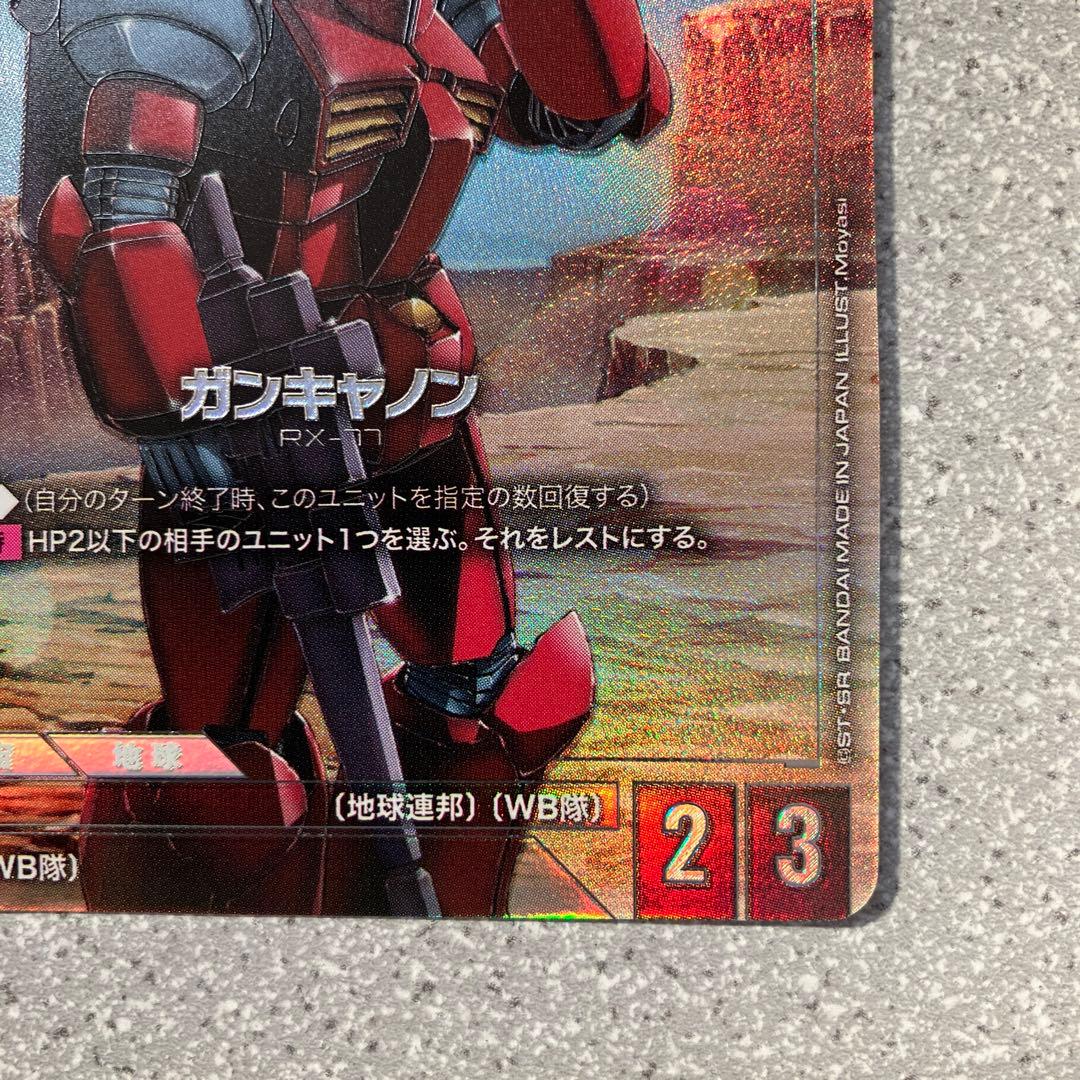 ガンキャノン
RX-77
(自分のターン終了時、このユニットを指定の数回復する)
HP2以下の相手のユニット1つを選ぶ。それをレストにする。
地球
〔地球連邦〕〔WB隊〕
2 3
WB隊〕
©ST・SR BANDAI MADE IN JAPAN ILLUST.Moyasi